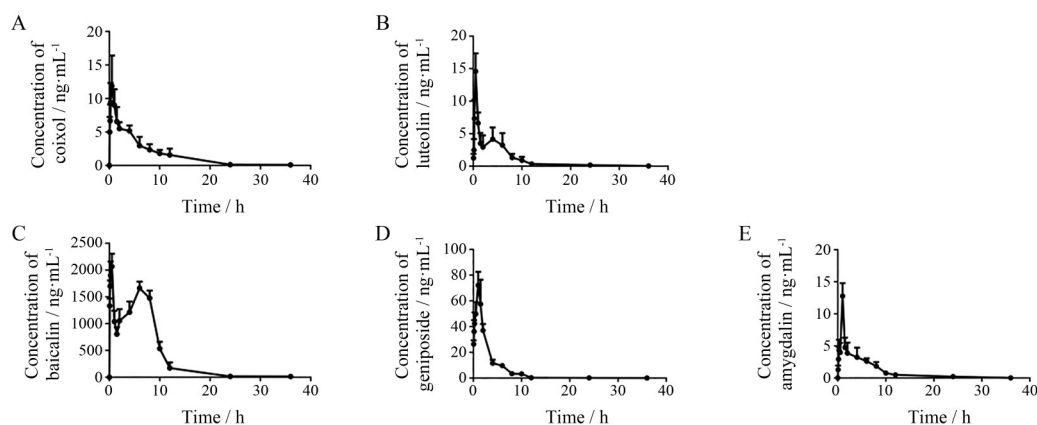 A
Concentration of
coixol / ng·mL⁻¹
20
15
10
5
0
0 10 20 30 40
Time / h
B
Concentration of
luteolin / ng·mL⁻¹
20
15
10
5
0
0 10 20 30 40
Time / h
C
Concentration of
baicalin / ng·mL⁻¹
2500
2000
1500
1000
500
0
0 10 20 30 40
Time / h
D
Concentration of
geniposide / ng·mL⁻¹
100
80
60
40
20
0
0 10 20 30 40
Time / h
E
Concentration of
amygdalin / ng·mL⁻¹
20
15
10
5
0
0 10 20 30 40
Time / h